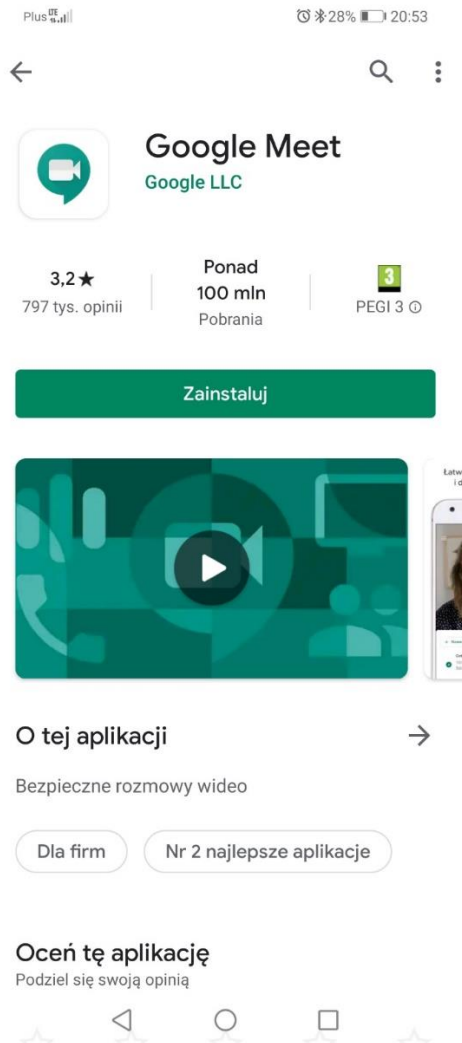 Plus LTE 28% 20:53
Google Meet
Google LLC
3,2★
797 tys. opinii
Ponad
100 mln
Pobrania
3
PEGI 3
Zainstaluj
O tej aplikacji
Bezpieczne rozmowy wideo
Dla firm
Nr 2 najlepsze aplikacje
Oceń tę aplikację
Podziel się swoją opinią